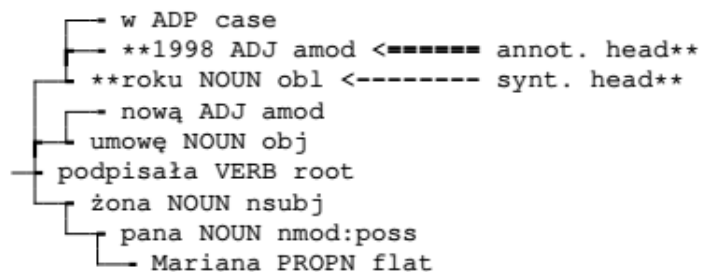 w ADP case
**1998 ADJ amod <====== annot. head**
**roku NOUN obl <-------- synt. head**
nową ADJ amod
umowę NOUN obj
podpisała VERB root
żona NOUN nsubj
pana NOUN nmod:poss
Mariana PROPN flat